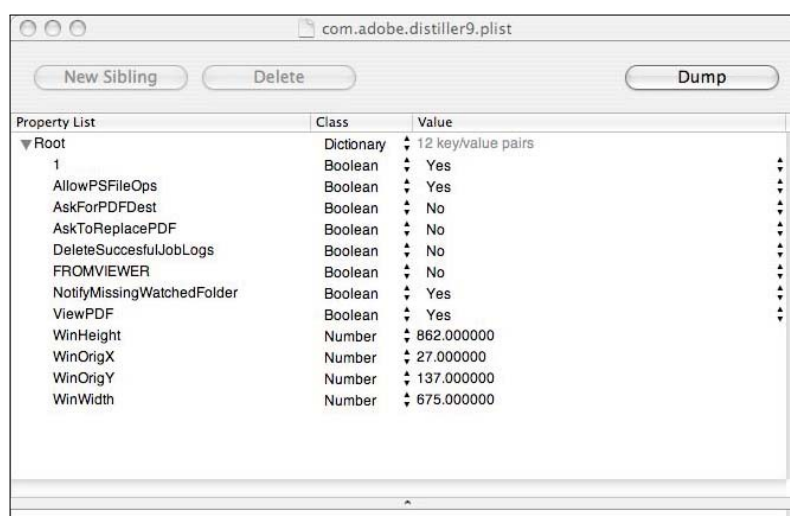 com.adobe.distiller9.plist
New Sibling Delete Dump
Property List Class Value
Root Dictionary 12 key/value pairs
1 Boolean Yes
AllowPSFileOps Boolean Yes
AskForPDFDest Boolean No
AskToReplacePDF Boolean No
DeleteSuccesfulJobLogs Boolean No
FROMVIEWER Boolean No
NotifyMissingWatchedFolder Boolean Yes
ViewPDF Boolean Yes
WinHeight Number 862.000000
WinOrigX Number 27.000000
WinOrigY Number 137.000000
WinWidth Number 675.000000